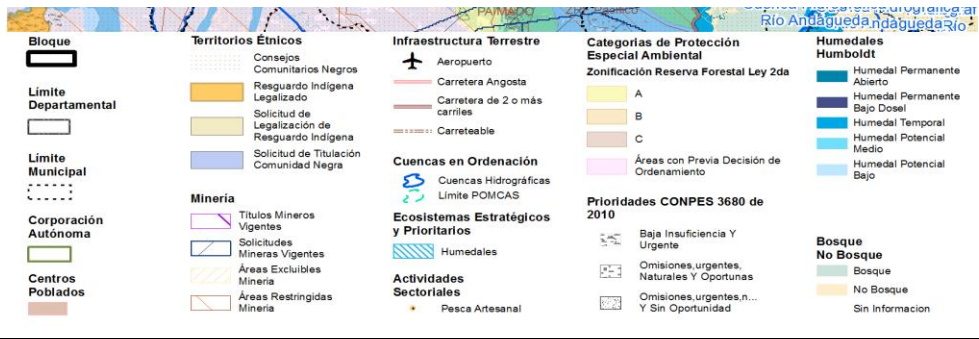 PAIMADO
Río Andágueda
Bloque
Límite
Departamental
Límite
Municipal
Corporación
Autónoma
Centros
Poblados
Territorios Étnicos
Consejos
Comunitarios Negros
Resguardo Indígena
Legalizado
Solicitud de
Legalización de
Resguardo Indígena
Solicitud de Titulación
Comunidad Negra
Minería
Títulos Mineros
Vigentes
Solicitudes
Mineras Vigentes
Áreas Excluibles
Mineria
Áreas Restringidas
Mineria
Infraestructura Terrestre
Aeropuerto
Carretera Angosta
Carretera de 2 o más
carriles
Carreteable
Cuencas en Ordenación
Cuencas Hidrográficas
Límite POMCAS
Ecosistemas Estratégicos
y Prioritarios
Humedales
Actividades
Sectoriales
Pesca Artesanal
Categorias de Protección
Especial Ambiental
Zonificación Reserva Forestal Ley 2da
A
B
C
Áreas con Previa Decisión de
Ordenamiento
Prioridades CONPES 3680 de
2010
Baja Insuficiencia Y
Urgente
Omisiones,urgentes,
Naturales Y Oportunas
Omisiones,urgentes,n...
Y Sin Oportunidad
Humedales
Humboldt
Humedal Permanente
Abierto
Humedal Permanente
Bajo Dosel
Humedal Temporal
Humedal Potencial
Medio
Humedal Potencial
Bajo
Bosque
No Bosque
Bosque
No Bosque
Sin Informacion